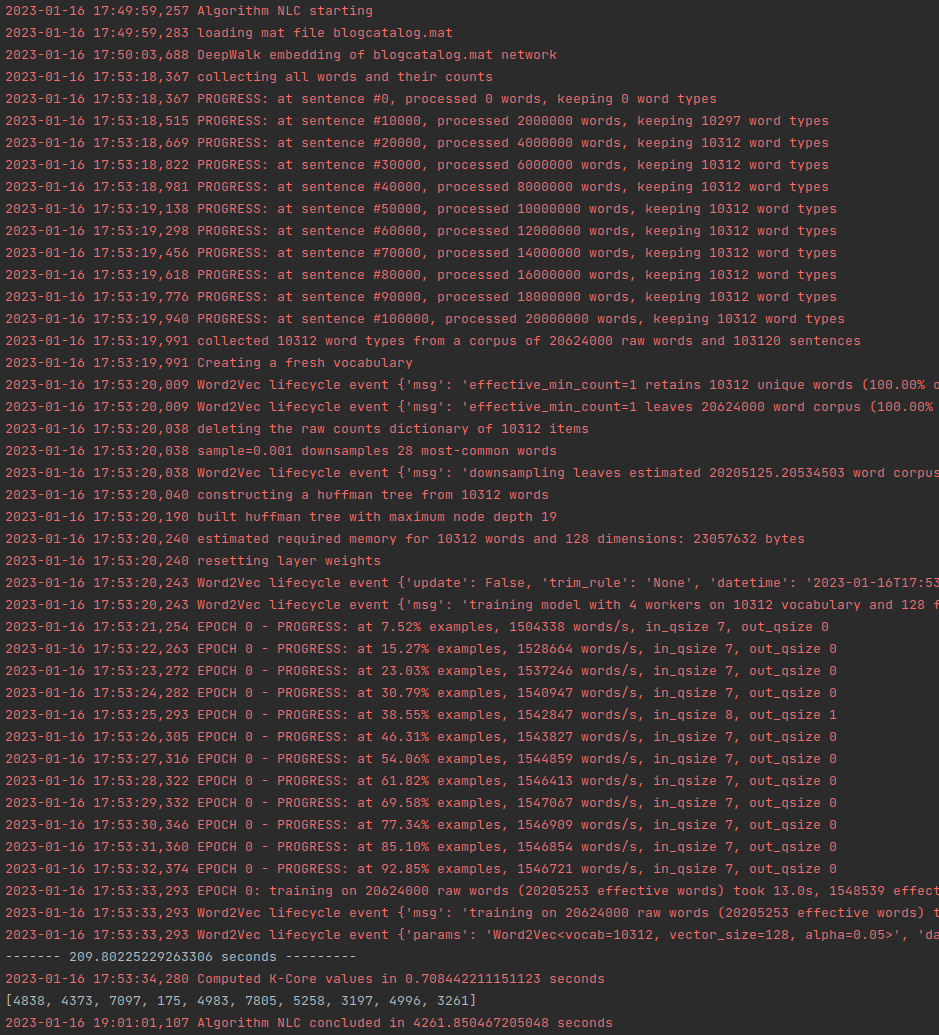 2023-01-16 17:49:59,257 Algorithm NLC starting
2023-01-16 17:49:59,283 loading mat file blogcatalog.mat
2023-01-16 17:50:03,688 DeepWalk embedding of blogcatalog.mat network
2023-01-16 17:53:18,367 collecting all words and their counts
2023-01-16 17:53:18,367 PROGRESS: at sentence #0, processed 0 words, keeping 0 word types
2023-01-16 17:53:18,515 PROGRESS: at sentence #10000, processed 2000000 words, keeping 10297 word types
2023-01-16 17:53:18,669 PROGRESS: at sentence #20000, processed 4000000 words, keeping 10312 word types
2023-01-16 17:53:18,822 PROGRESS: at sentence #30000, processed 6000000 words, keeping 10312 word types
2023-01-16 17:53:18,981 PROGRESS: at sentence #40000, processed 8000000 words, keeping 10312 word types
2023-01-16 17:53:19,138 PROGRESS: at sentence #50000, processed 10000000 words, keeping 10312 word types
2023-01-16 17:53:19,298 PROGRESS: at sentence #60000, processed 12000000 words, keeping 10312 word types
2023-01-16 17:53:19,456 PROGRESS: at sentence #70000, processed 14000000 words, keeping 10312 word types
2023-01-16 17:53:19,618 PROGRESS: at sentence #80000, processed 16000000 words, keeping 10312 word types
2023-01-16 17:53:19,776 PROGRESS: at sentence #90000, processed 18000000 words, keeping 10312 word types
2023-01-16 17:53:19,940 PROGRESS: at sentence #100000, processed 20000000 words, keeping 10312 word types
2023-01-16 17:53:19,991 collected 10312 word types from a corpus of 20624000 raw words and 103120 sentences
2023-01-16 17:53:19,991 Creating a fresh vocabulary
2023-01-16 17:53:20,009 Word2Vec lifecycle event {'msg': 'effective_min_count=1 retains 10312 unique words (100.00% o
2023-01-16 17:53:20,009 Word2Vec lifecycle event {'msg': 'effective_min_count=1 leaves 20624000 word corpus (100.00%
2023-01-16 17:53:20,038 deleting the raw counts dictionary of 10312 items
2023-01-16 17:53:20,038 sample=0.001 downsamples 28 most-common words
2023-01-16 17:53:20,038 Word2Vec lifecycle event {'msg': 'downsampling leaves estimated 20205125.20534503 word corpus
2023-01-16 17:53:20,040 constructing a huffman tree from 10312 words
2023-01-16 17:53:20,190 built huffman tree with maximum node depth 19
2023-01-16 17:53:20,240 estimated required memory for 10312 words and 128 dimensions: 23057632 bytes
2023-01-16 17:53:20,240 resetting layer weights
2023-01-16 17:53:20,243 Word2Vec lifecycle event {'update': False, 'trim_rule': 'None', 'datetime': '2023-01-16T17:53
2023-01-16 17:53:20,243 Word2Vec lifecycle event {'msg': 'training model with 4 workers on 10312 vocabulary and 128 f
2023-01-16 17:53:21,254 EPOCH 0 - PROGRESS: at 7.52% examples, 1504338 words/s, in_qsize 7, out_qsize 0
2023-01-16 17:53:22,263 EPOCH 0 - PROGRESS: at 15.27% examples, 1528664 words/s, in_qsize 7, out_qsize 0
2023-01-16 17:53:23,272 EPOCH 0 - PROGRESS: at 23.03% examples, 1537246 words/s, in_qsize 7, out_qsize 0
2023-01-16 17:53:24,282 EPOCH 0 - PROGRESS: at 30.79% examples, 1540947 words/s, in_qsize 7, out_qsize 0
2023-01-16 17:53:25,293 EPOCH 0 - PROGRESS: at 38.55% examples, 1542847 words/s, in_qsize 8, out_qsize 1
2023-01-16 17:53:26,305 EPOCH 0 - PROGRESS: at 46.31% examples, 1543827 words/s, in_qsize 7, out_qsize 0
2023-01-16 17:53:27,316 EPOCH 0 - PROGRESS: at 54.06% examples, 1544859 words/s, in_qsize 7, out_qsize 0
2023-01-16 17:53:28,322 EPOCH 0 - PROGRESS: at 61.82% examples, 1546413 words/s, in_qsize 7, out_qsize 0
2023-01-16 17:53:29,332 EPOCH 0 - PROGRESS: at 69.58% examples, 1547067 words/s, in_qsize 7, out_qsize 0
2023-01-16 17:53:30,346 EPOCH 0 - PROGRESS: at 77.34% examples, 1546909 words/s, in_qsize 7, out_qsize 0
2023-01-16 17:53:31,360 EPOCH 0 - PROGRESS: at 85.10% examples, 1546854 words/s, in_qsize 7, out_qsize 0
2023-01-16 17:53:32,374 EPOCH 0 - PROGRESS: at 92.85% examples, 1546721 words/s, in_qsize 7, out_qsize 0
2023-01-16 17:53:33,293 EPOCH 0: training on 20624000 raw words (20205253 effective words) took 13.0s, 1548539 effect
2023-01-16 17:53:33,293 Word2Vec lifecycle event {'msg': 'training on 20624000 raw words (20205253 effective words) t
2023-01-16 17:53:33,293 Word2Vec lifecycle event {'params': 'Word2Vec<vocab=10312, vector_size=128, alpha=0.05>', 'da
------- 209.80225229263306 seconds ---------
2023-01-16 17:53:34,280 Computed K-Core values in 0.708442211151123 seconds
[4838, 4373, 7097, 175, 4983, 7805, 5258, 3197, 4996, 3261]
2023-01-16 19:01:01,107 Algorithm NLC concluded in 4261.850467205048 seconds